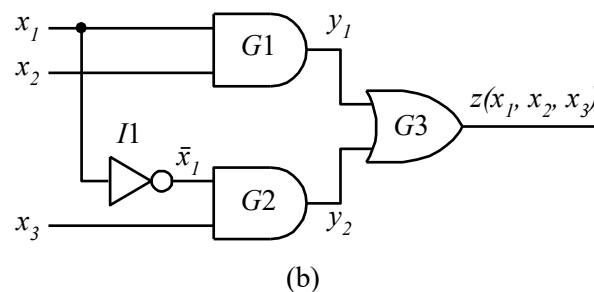 x₁
y₁
G1
x₂
z(x₁, x₂, x₃)
G3
I1
x̄₁
G2
x₃
y₂
(b)